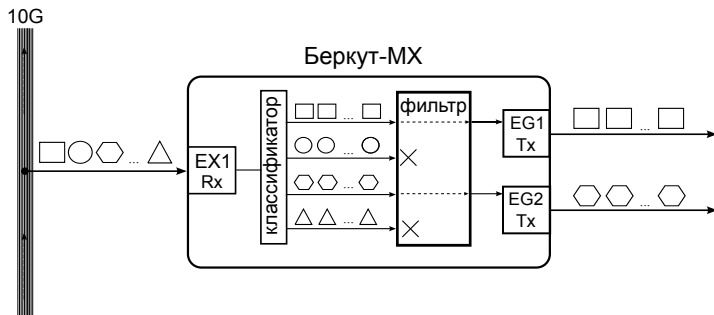 10G
Беркут-MX
... 
EX1
Rx
классификатор
...
...
...
...
фильтр
EG1
Tx
EG2
Tx
...
...